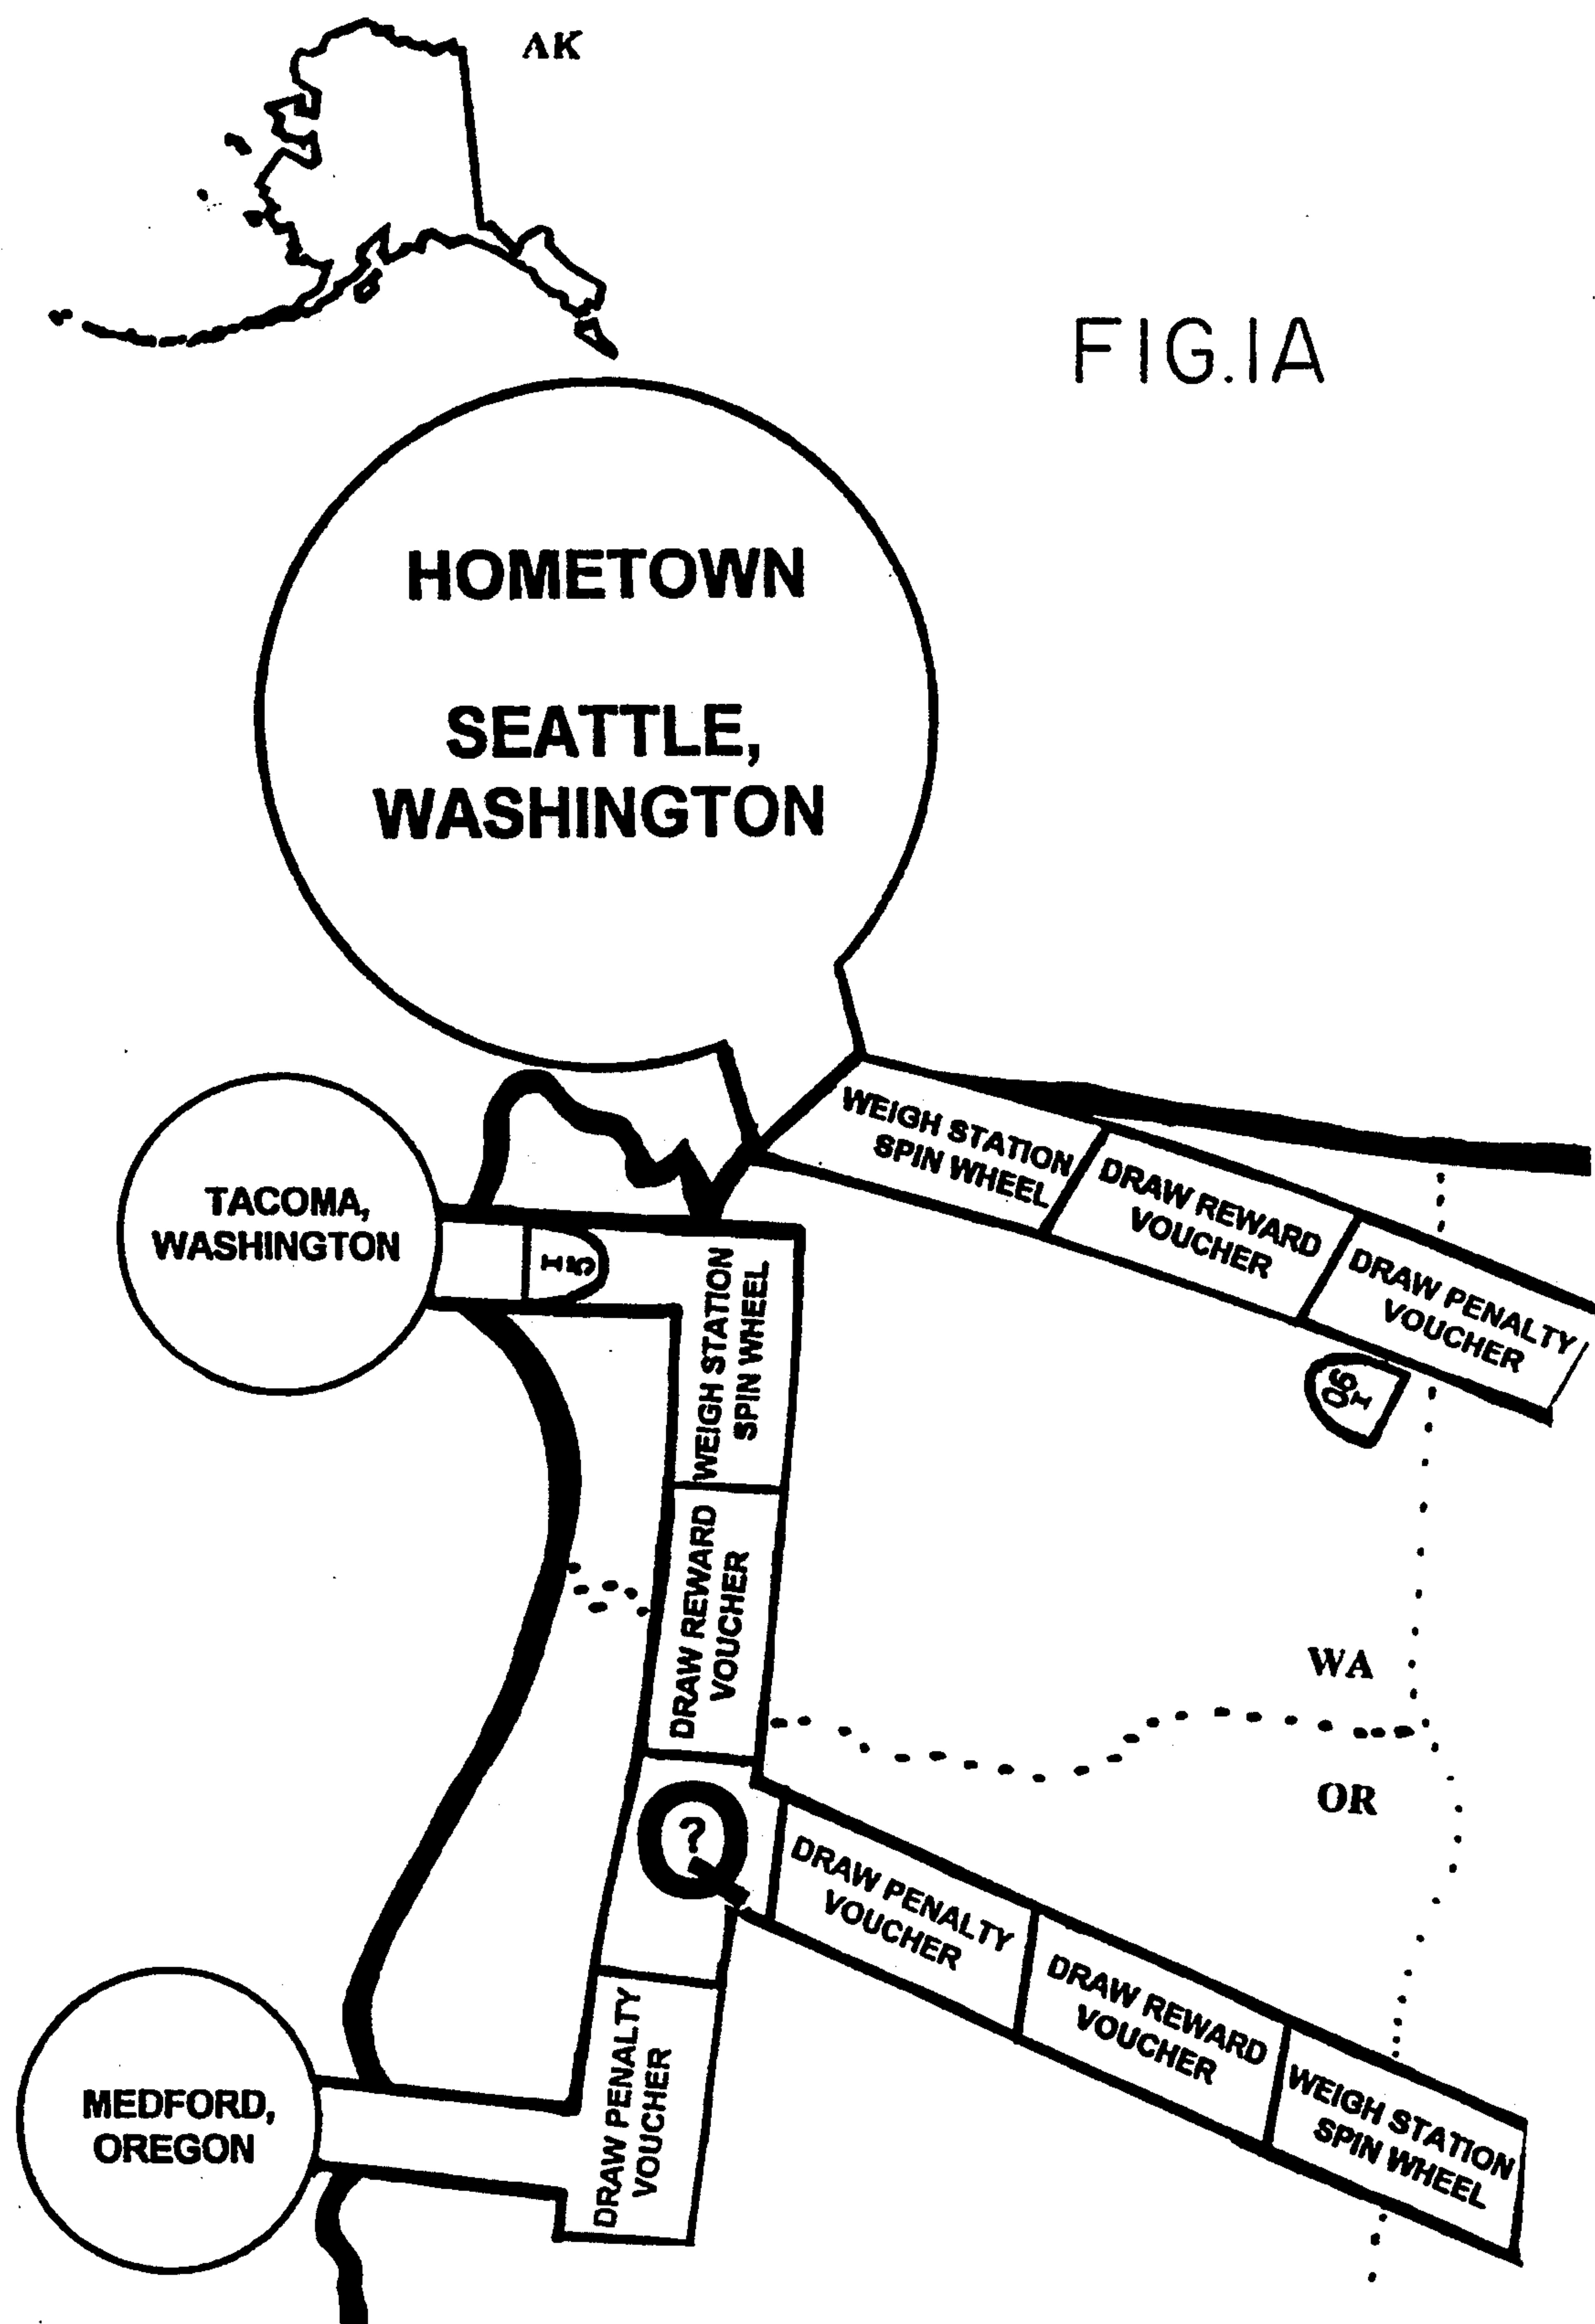 AK
FIG.1A
HOMETOWN
SEATTLE,
WASHINGTON
WEIGH STATION
SPIN WHEEL
DRAW REWARD
VOUCHER
DRAW PENALTY
VOUCHER
90
I
TACOMA,
WASHINGTON
I
5
WEIGH STATION
SPIN WHEEL
DRAW REWARD
VOUCHER
WA
OR
Q
?
DRAW PENALTY
VOUCHER
DRAW REWARD
VOUCHER
WEIGH STATION
SPIN WHEEL
DRAW PENALTY
VOUCHER
MEDFORD,
OREGON